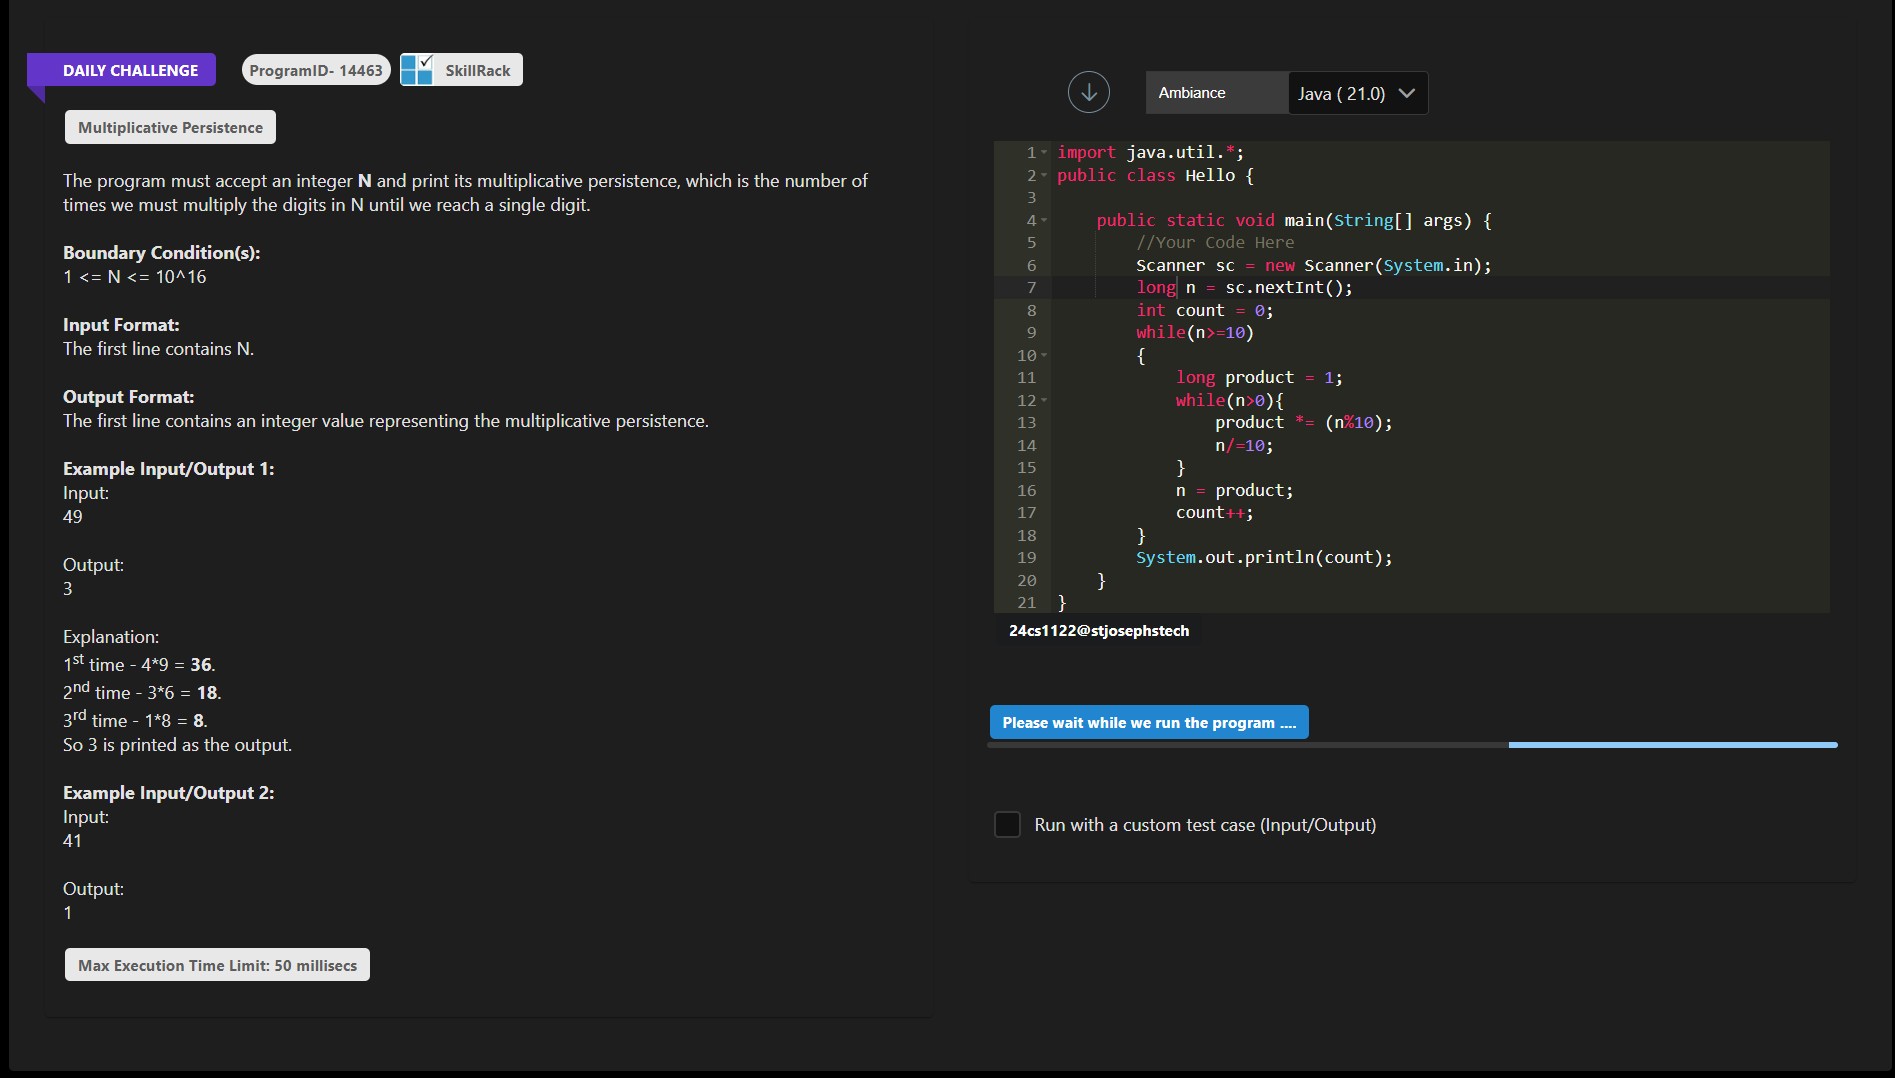 DAILY CHALLENGE
ProgramID- 14463
SkillRack
Multiplicative Persistence
The program must accept an integer N and print its multiplicative persistence, which is the number of
times we must multiply the digits in N until we reach a single digit.
Boundary Condition(s):
1 <= N <= 10^16
Input Format:
The first line contains N.
Output Format:
The first line contains an integer value representing the multiplicative persistence.
Example Input/Output 1:
Input:
49
Output:
3
Explanation:
1st time - 4*9 = 36.
2nd time - 3*6 = 18.
3rd time - 1*8 = 8.
So 3 is printed as the output.
Example Input/Output 2:
Input:
41
Output:
1
Max Execution Time Limit: 50 millisecs
Ambiance
Java ( 21.0)
1 import java.util.*;
2 public class Hello {
3
4     public static void main(String[] args) {
5         //Your Code Here
6         Scanner sc = new Scanner(System.in);
7         long n = sc.nextInt();
8         int count = 0;
9         while(n>=10)
10         {
11             long product = 1;
12             while(n>0){
13                 product *= (n%10);
14                 n/=10;
15             }
16             n = product;
17             count++;
18         }
19         System.out.println(count);
20     }
21 }
24cs1122@stjosephstech
Please wait while we run the program ....
Run with a custom test case (Input/Output)